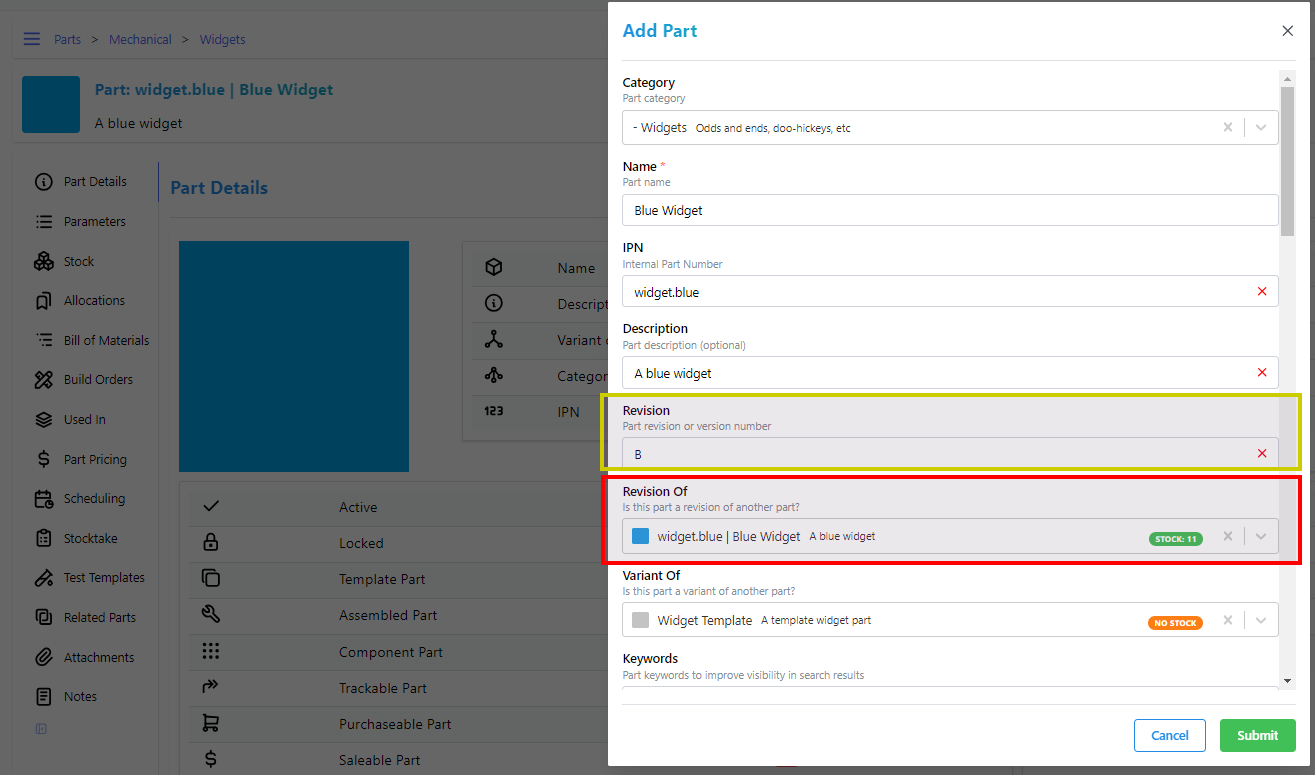 Parts > Mechanical > Widgets
Part: widget.blue | Blue Widget
A blue widget
Part Details
Parameters
Stock
Allocations
Bill of Materials
Build Orders
Used In
Part Pricing
Scheduling
Stocktake
Test Templates
Related Parts
Attachments
Notes
Part Details
Name
Descript
Variant
Categor
123 IPN
Active
Locked
Template Part
Assembled Part
Component Part
Trackable Part
Purchaseable Part
Saleable Part
Add Part
Category
Part category
- Widgets Odds and ends, doo-hickeys, etc
Name *
Part name
Blue Widget
IPN
Internal Part Number
widget.blue
Description
Part description (optional)
A blue widget
Revision
Part revision or version number
B
Revision Of
Is this part a revision of another part?
widget.blue | Blue Widget A blue widget STOCK: 11
Variant Of
Is this part a variant of another part?
Widget Template A template widget part NO STOCK
Keywords
Part keywords to improve visibility in search results
Cancel Submit